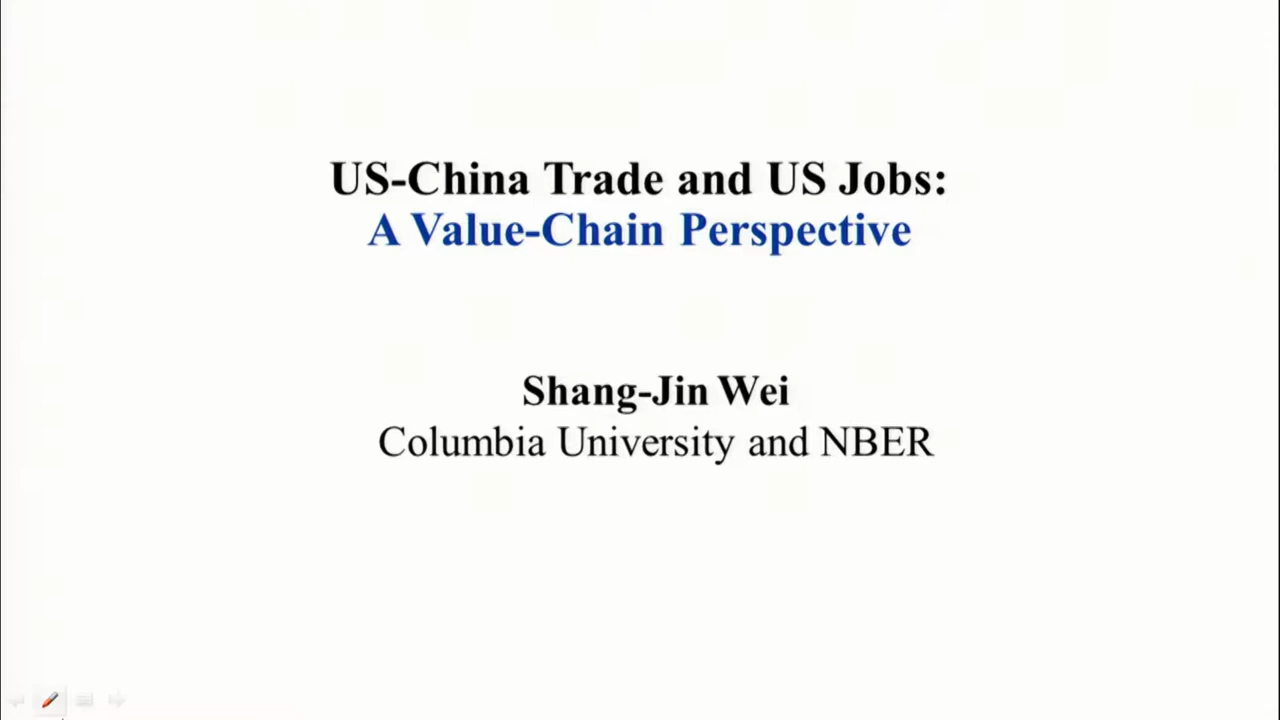 US-China Trade and US Jobs:
A Value-Chain Perspective
Shang-Jin Wei
Columbia University and NBER